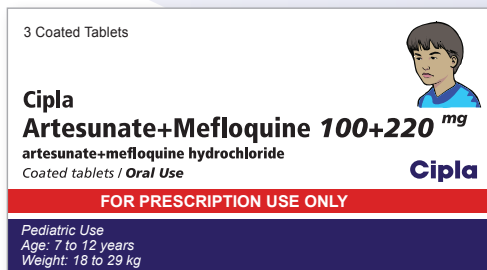 3 Coated Tablets
Cipla
Artesunate+Mefloquine 100+220 mg
artesunate+mefloquine hydrochloride
Coated tablets / Oral Use
Cipla
FOR PRESCRIPTION USE ONLY
Pediatric Use
Age: 7 to 12 years
Weight: 18 to 29 kg